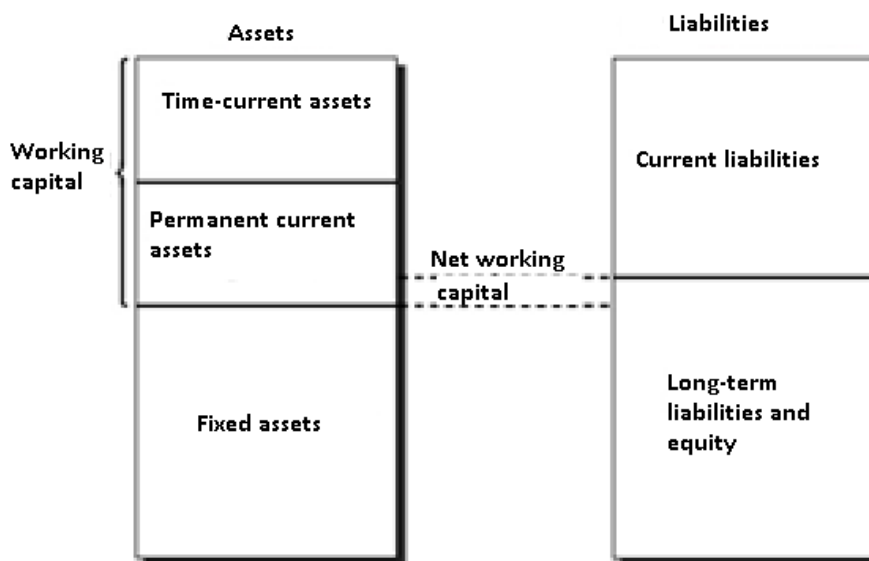 Assets
Liabilities
Time-current assets
Working
capital
Permanent current
assets
Current liabilities
Net working
capital
Fixed assets
Long-term
liabilities and
equity